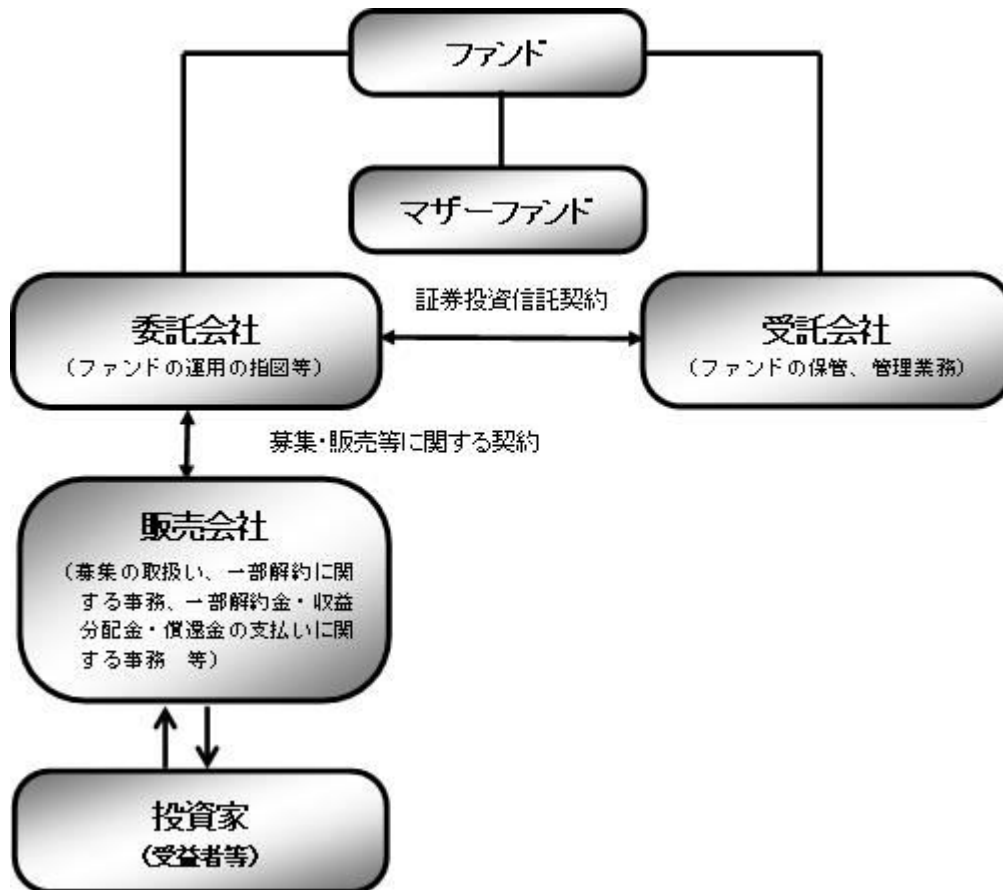 ファンド
マザーファンド
証券投資信託契約
委託会社
(ファンドの運用の指図等)
受託会社
(ファンドの保管、管理業務)
募集・販売等に関する契約
販売会社
(募集の取扱い、一部解約に関
する事務、一部解約金・収益
分配金・償還金の支払いに関
する事務　等)
投資家
(受益者等)